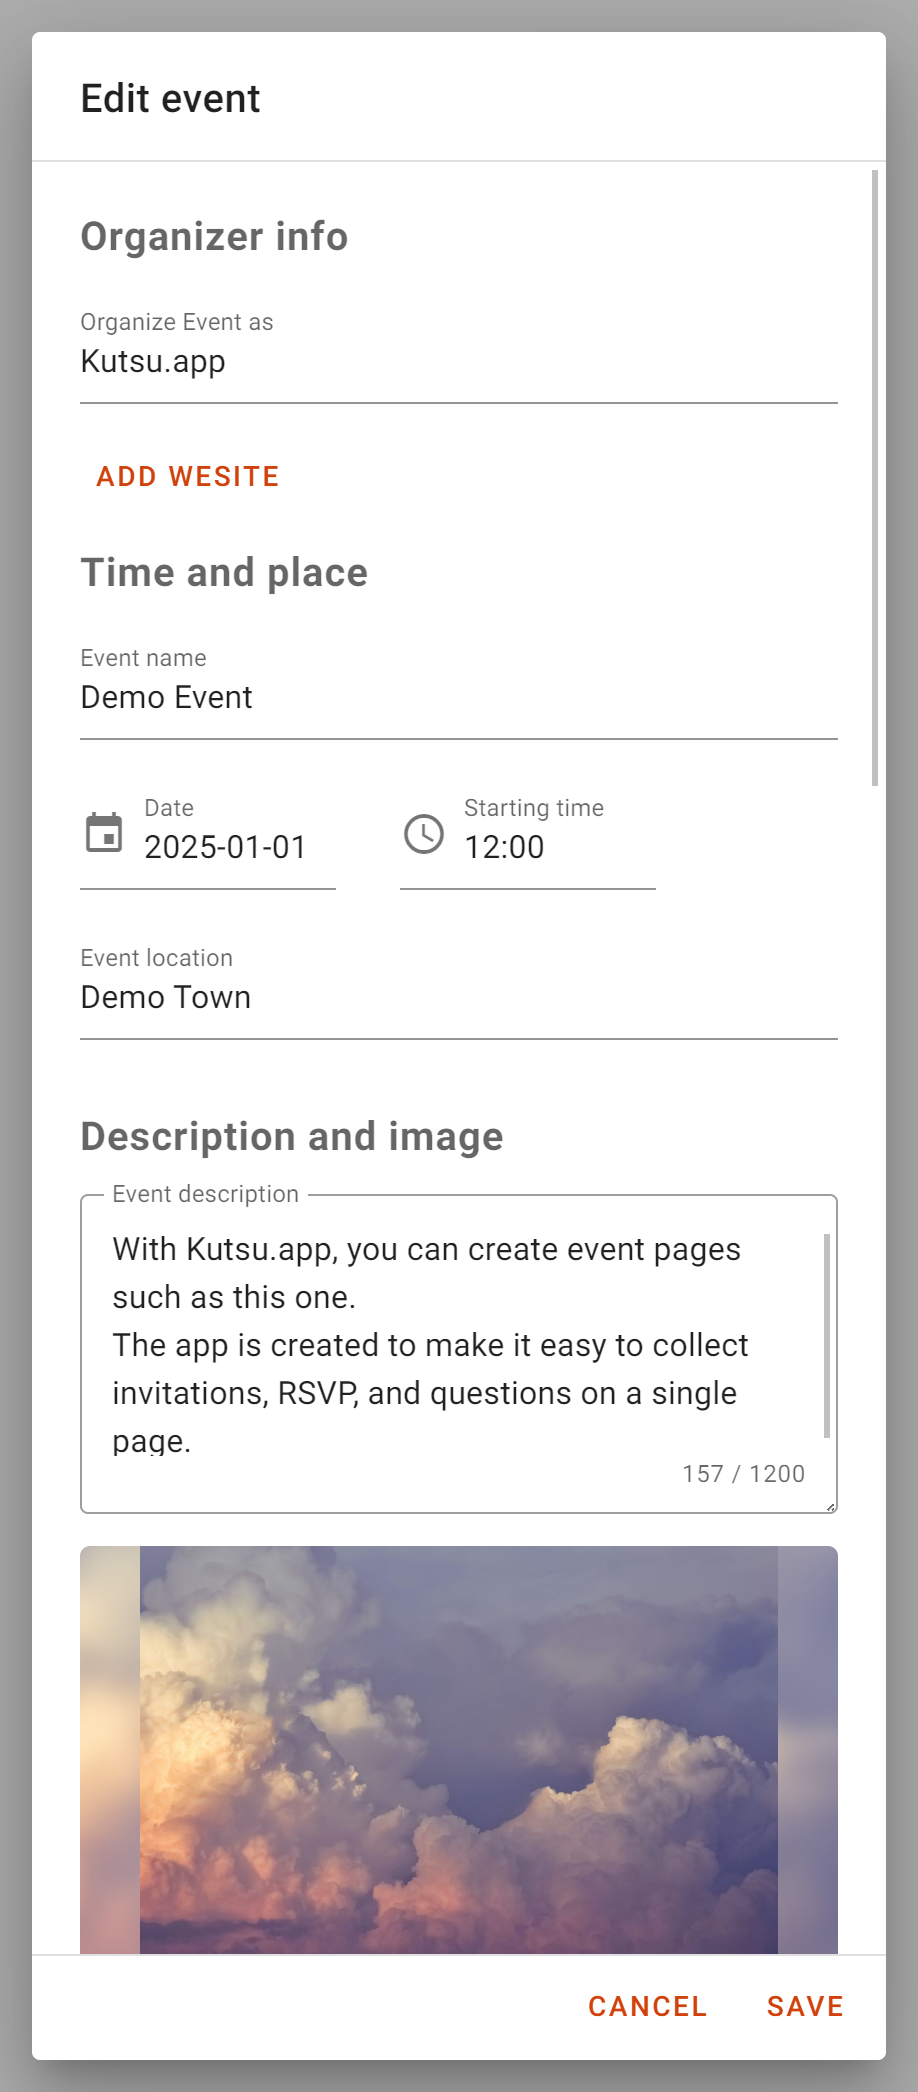 Edit event
Organizer info
Organize Event as
Kutsu.app
ADD WESITE
Time and place
Event name
Demo Event
Date
2025-01-01
Starting time
12:00
Event location
Demo Town
Description and image
Event description
With Kutsu.app, you can create event pages
such as this one.
The app is created to make it easy to collect
invitations, RSVP, and questions on a single
page.
157 / 1200
CANCEL
SAVE